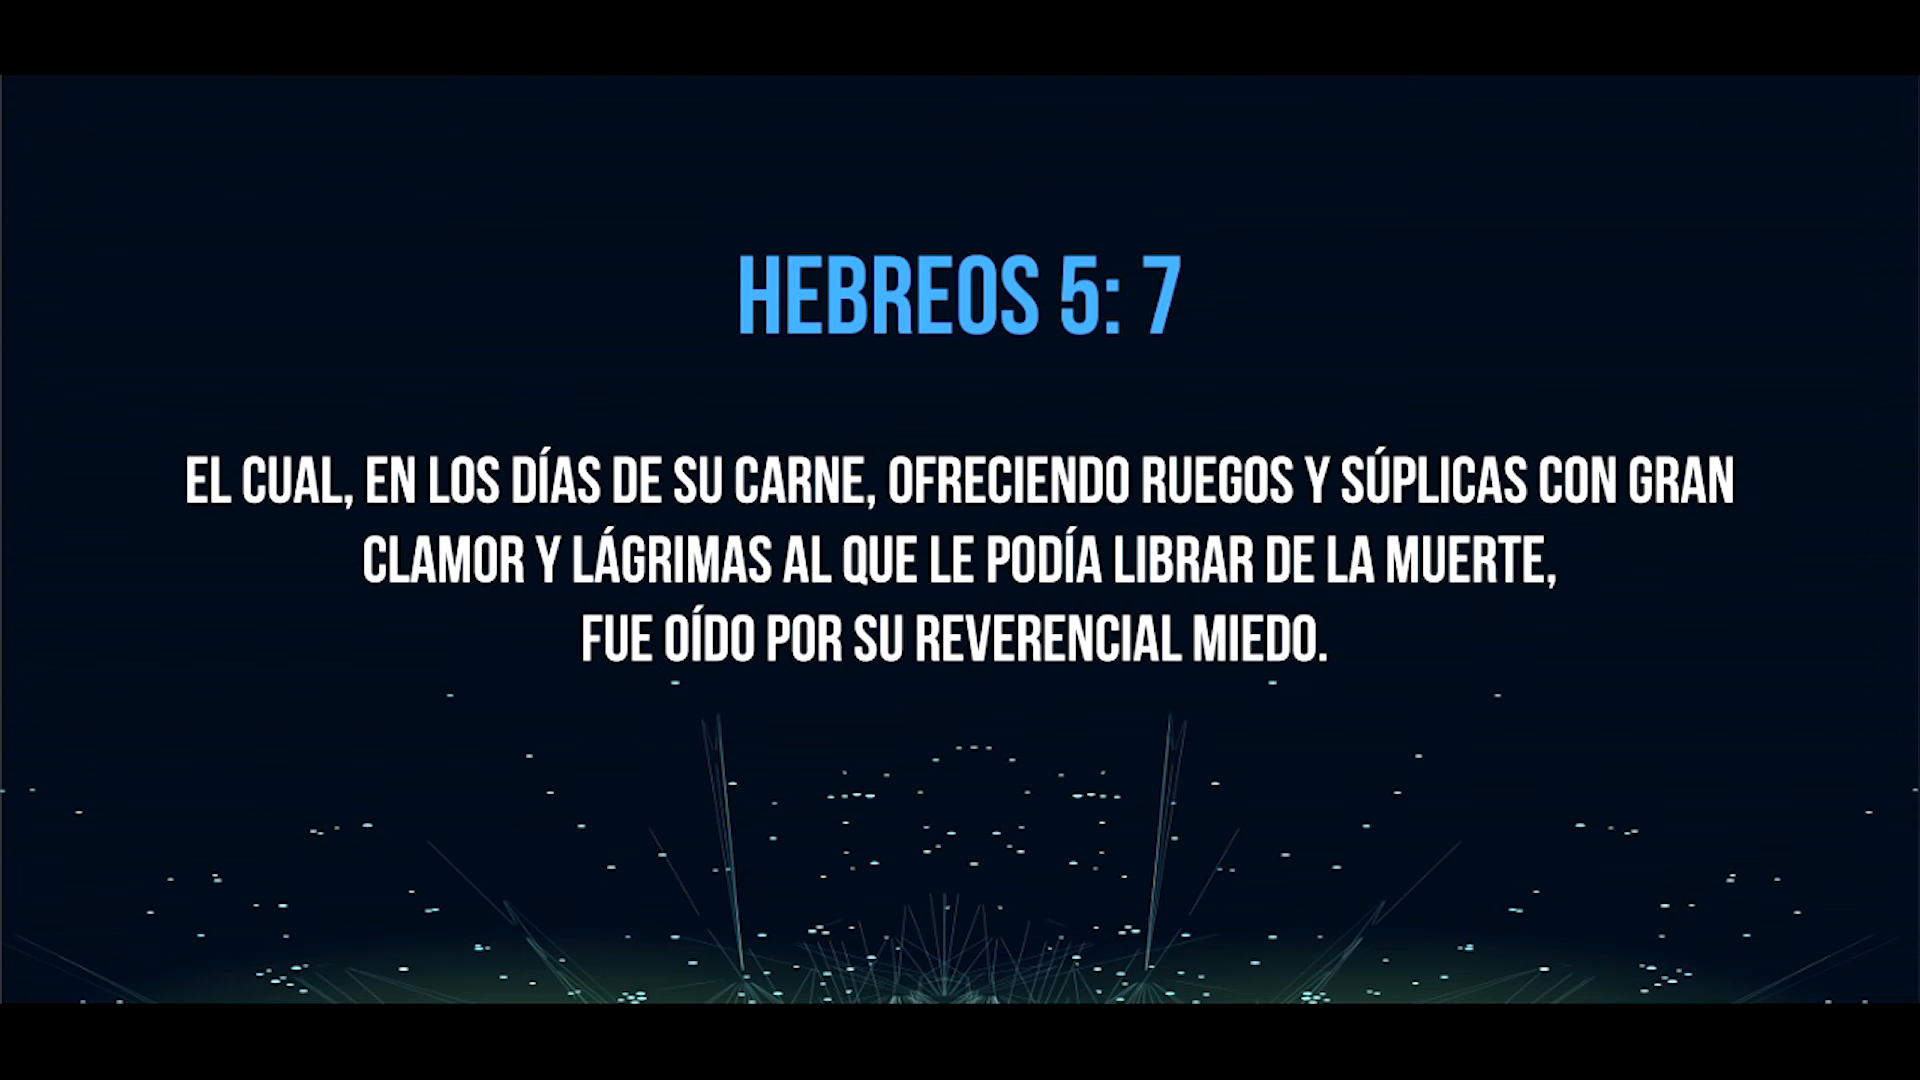 HEBREOS 5: 7
EL CUAL, EN LOS DÍAS DE SU CARNE, OFRECIENDO RUEGOS Y SÚPLICAS CON GRAN
CLAMOR Y LÁGRIMAS AL QUE LE PODÍA LIBRAR DE LA MUERTE,
FUE OÍDO POR SU REVERENCIAL MIEDO.